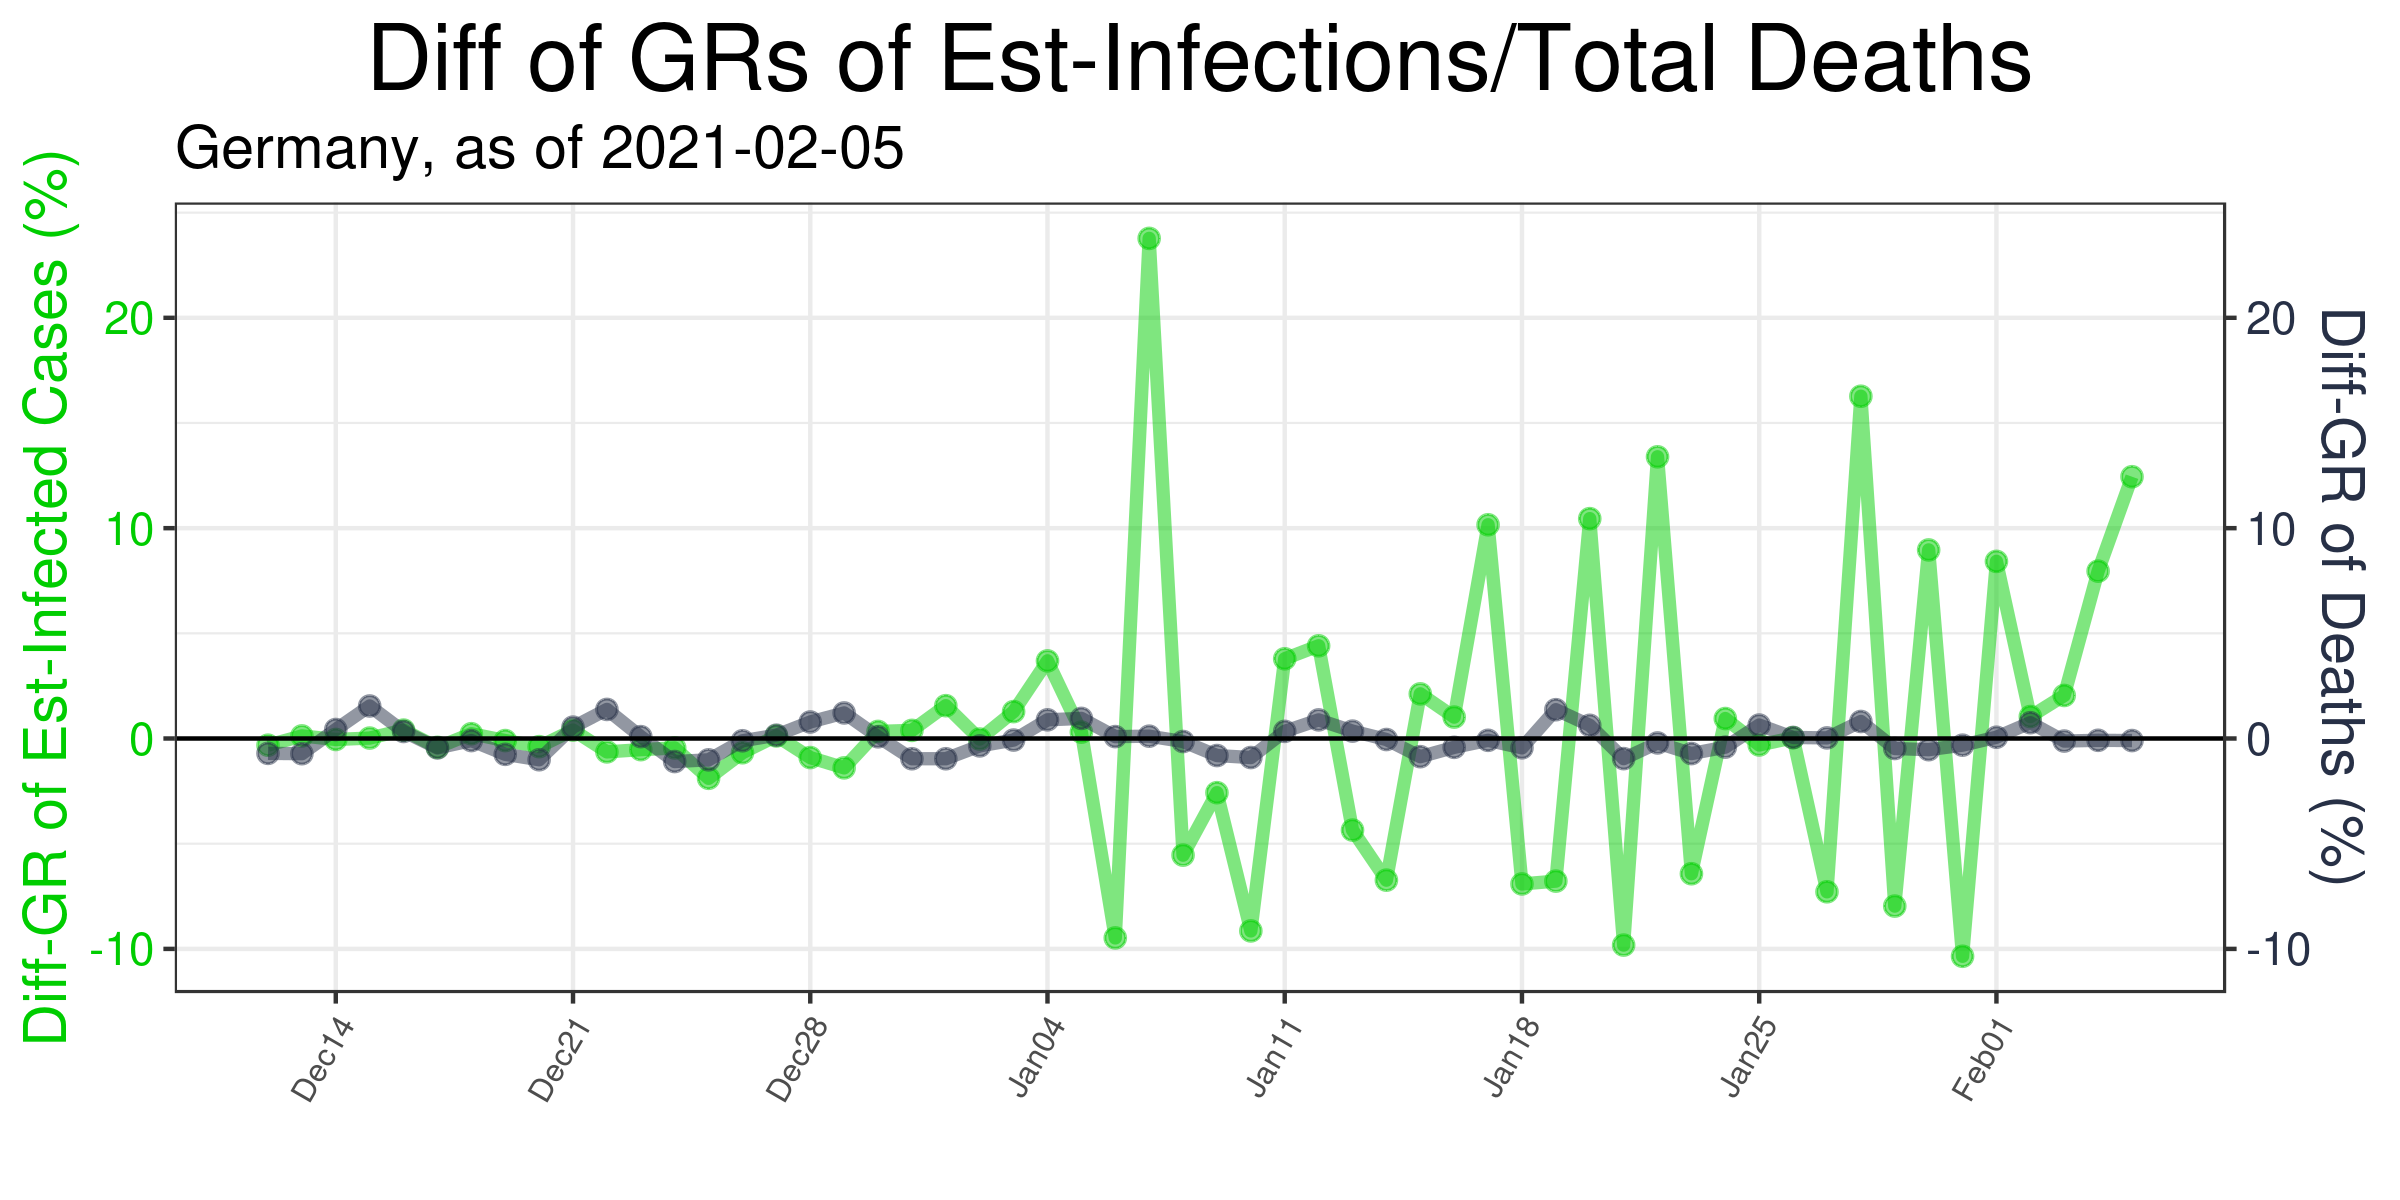 Diff of GRs of Est-Infections/Total Deaths
Germany, as of 2021-02-05
Diff-GR of Est-Infected Cases (%)
20
10
0
-10
20
10
0
-10
Diff-GR of Deaths (%)
Dec14
Dec21
Dec28
Jan04
Jan11
Jan18
Jan25
Feb01